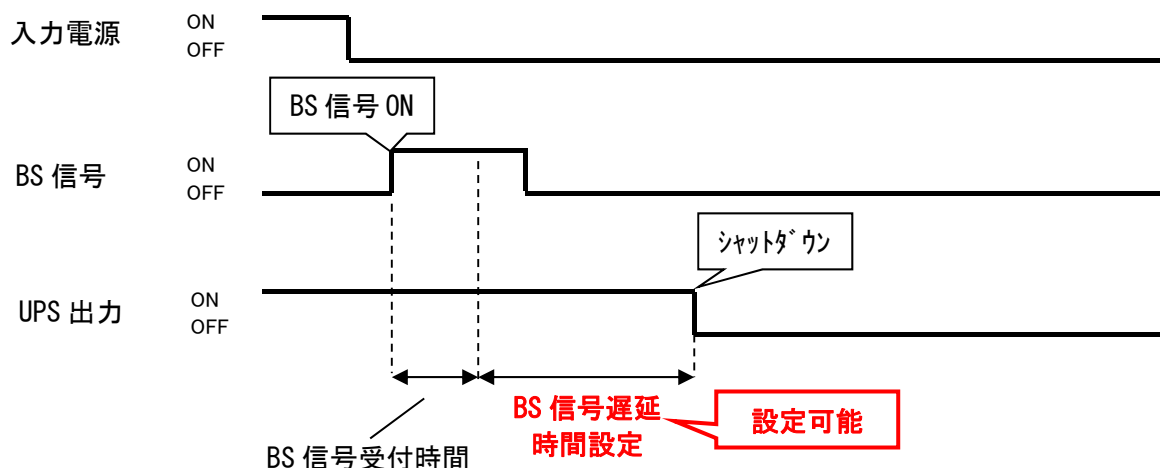 入力電源
ON
OFF
BS 信号 ON
BS 信号
ON
OFF
ｼｬｯﾄﾀﾞｳﾝ
UPS 出力
ON
OFF
BS 信号遅延
時間設定
設定可能
BS 信号受付時間